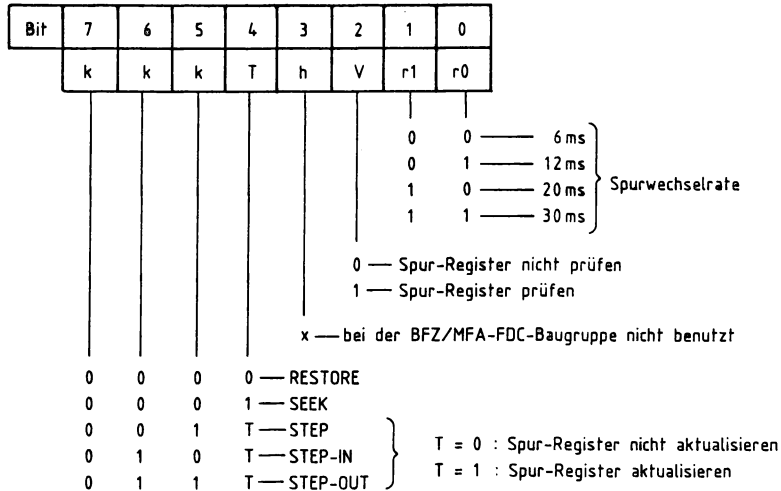 Bit 7 6 5 4 3 2 1 0
k k k T h V r1 r0
0 0 6 ms
0 1 12 ms
1 0 20 ms
1 1 30 ms
Spurwechselrate
0 — Spur-Register nicht prüfen
1 — Spur-Register prüfen
x — bei der BFZ/MFA-FDC-Baugruppe nicht benutzt
0 0 0 0 — RESTORE
0 0 0 1 — SEEK
0 0 1 T — STEP
0 1 0 T — STEP-IN
0 1 1 T — STEP-OUT
T = 0 : Spur-Register nicht aktualisieren
T = 1 : Spur-Register aktualisieren